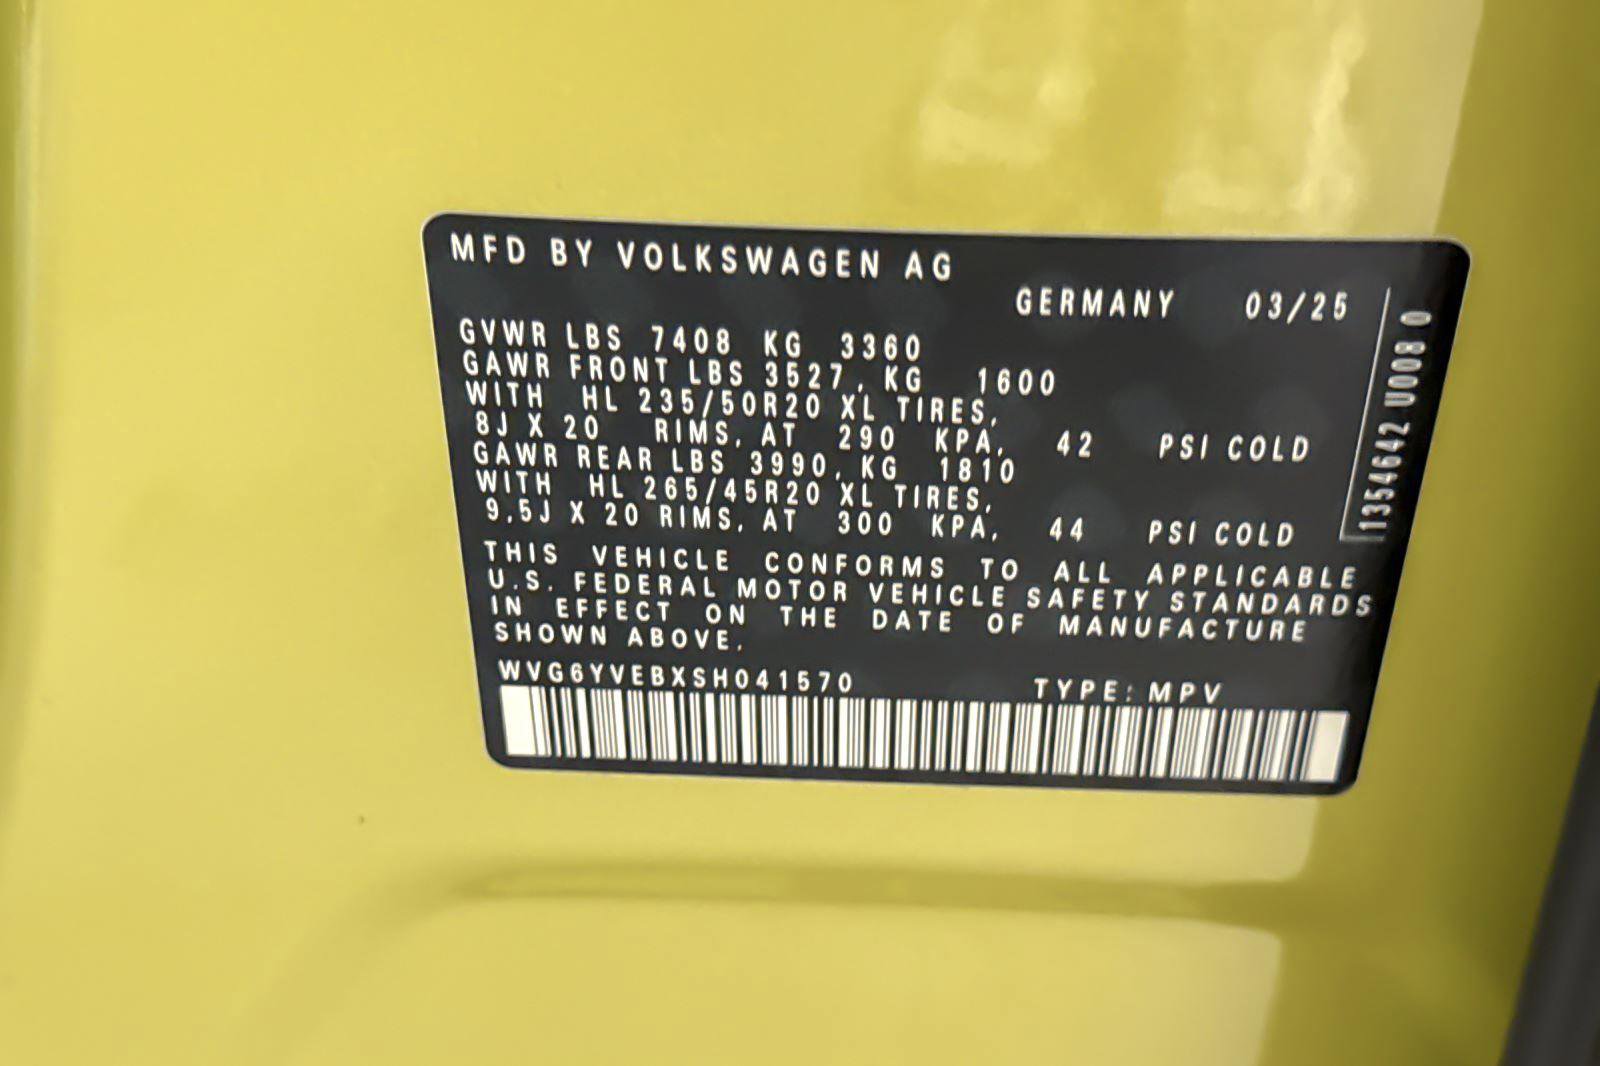 MFD BY VOLKSWAGEN AG
GERMANY 03/25
GVWR LBS 7408 KG 3360
GAWR FRONT LBS 3527, KG 1600
WITH HL 235/50R20 XL TIRES,
8J X 20 RIMS, AT 290 KPA, 42 PSI COLD
GAWR REAR LBS 3990, KG 1810
WITH HL 265/45R20 XL TIRES,
9,5J X 20 RIMS, AT 300 KPA, 44 PSI COLD
THIS VEHICLE CONFORMS TO ALL APPLICABLE
U.S. FEDERAL MOTOR VEHICLE SAFETY STANDARDS
IN EFFECT ON THE DATE OF MANUFACTURE
SHOWN ABOVE.
WVG6YVEBXSH041570 TYPE: MPV
11354642 U008 0